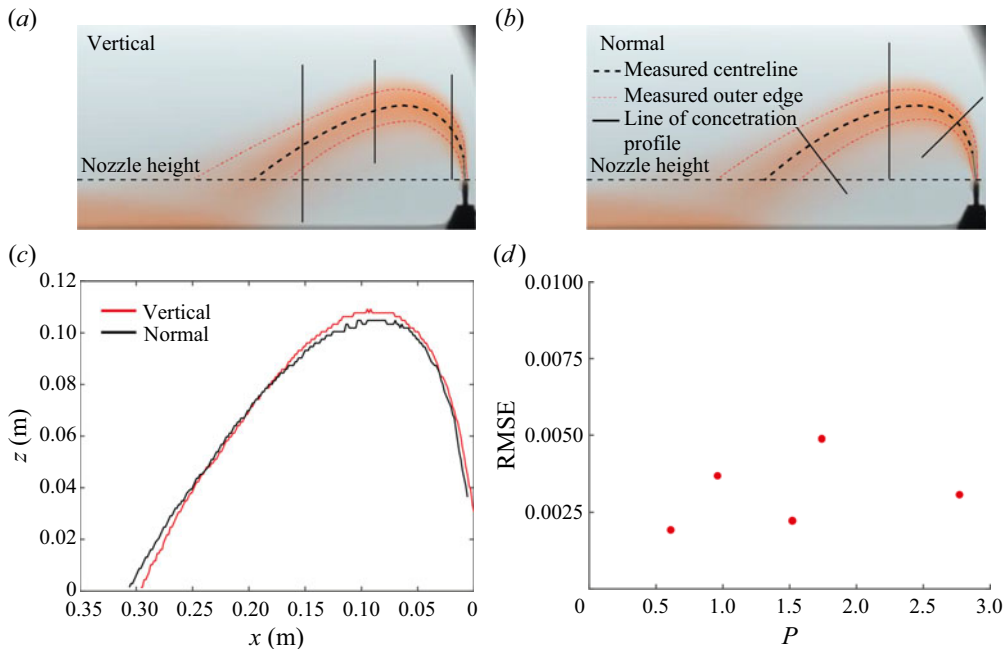 (a)
Vertical
Nozzle height
(b)
Normal
Measured centreline
Measured outer edge
Line of concetration
profile
Nozzle height
(c)
0.12
0.10
0.08
0.06
0.04
0.02
0
z (m)
Vertical
Normal
0.35 0.30 0.25 0.20 0.15 0.10 0.05 0
x (m)
(d)
0.0100
0.0075
0.0050
0.0025
RMSE
0 0.5 1.0 1.5 2.0 2.5 3.0
P